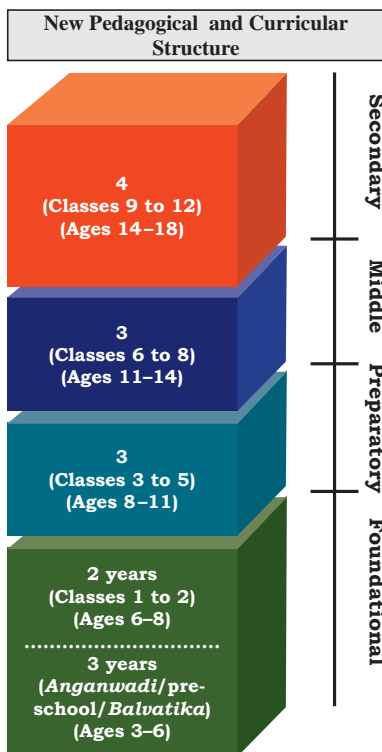 New Pedagogical and Curricular
Structure
4
(Classes 9 to 12)
(Ages 14–18)
Secondary
3
(Classes 6 to 8)
(Ages 11–14)
Middle
3
(Classes 3 to 5)
(Ages 8–11)
Preparatory
2 years
(Classes 1 to 2)
(Ages 6–8)
3 years
(Anganwadi/pre-
school/Balvatika)
(Ages 3–6)
Foundational